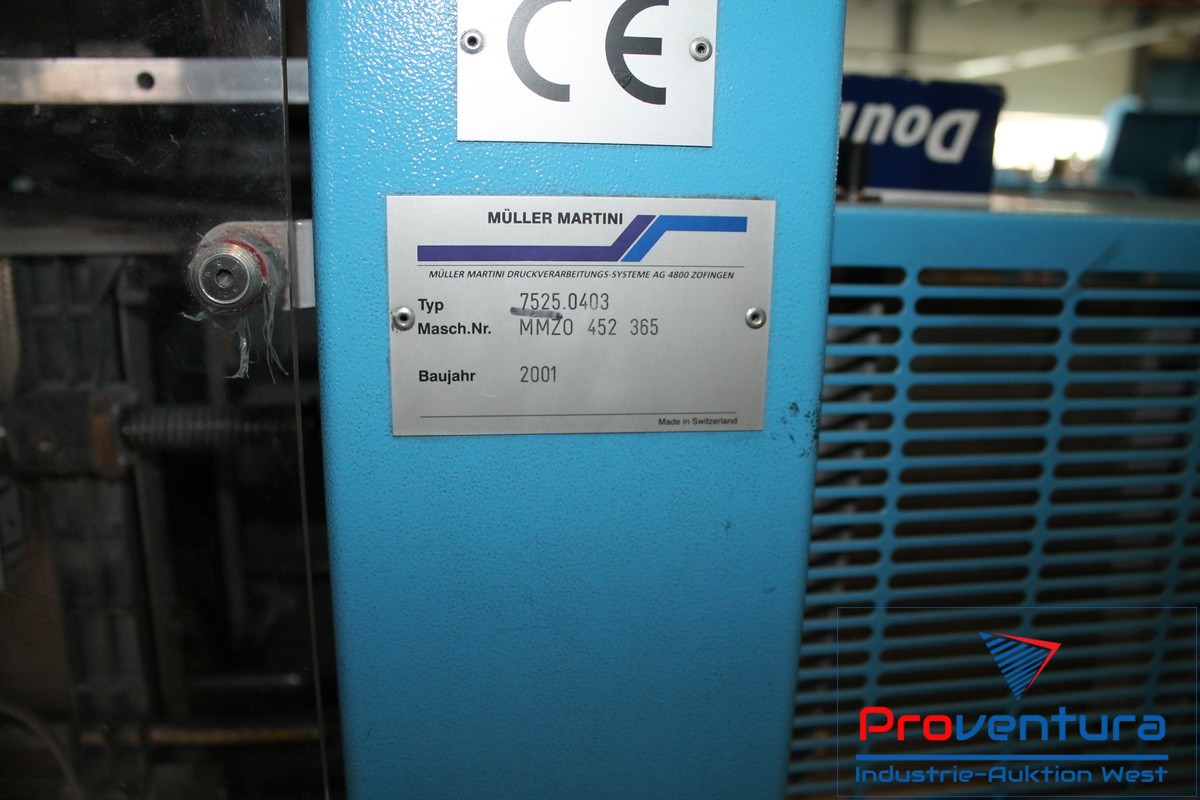 CE
MÜLLER MARTINI
MÜLLER MARTINI DRUCKVERARBEITUNGS-SYSTEME AG 4800 ZOFINGEN
Typ 7525.0403
Masch.Nr. MMZO 452 365
Baujahr 2001
Made in Switzerland
Proventura
Industrie-Auktion West